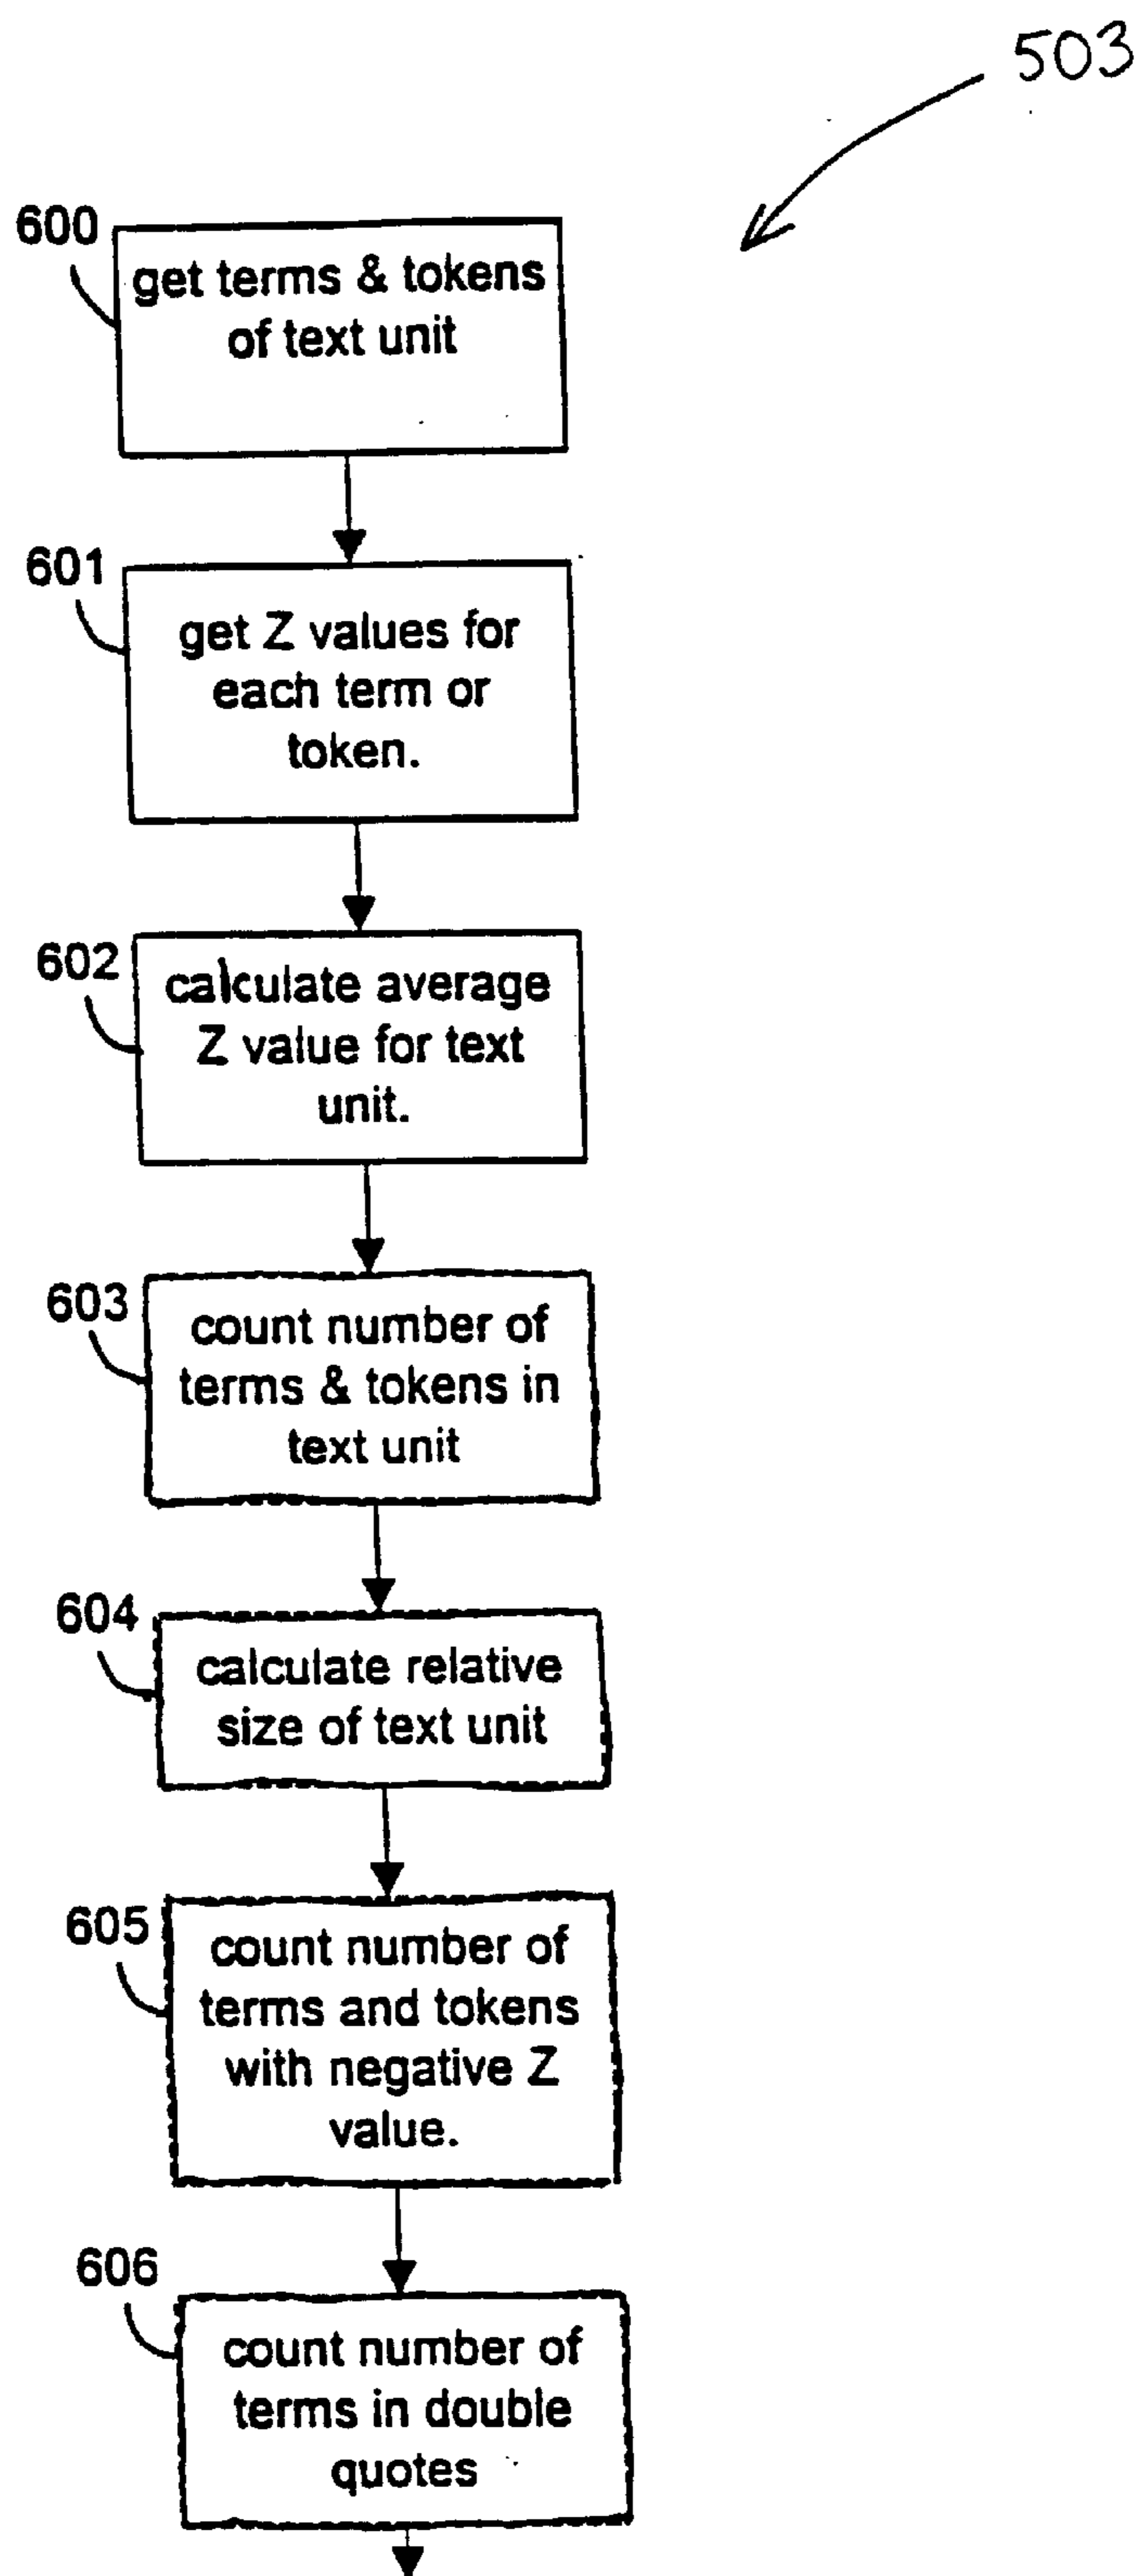 503
600
get terms & tokens
of text unit
601
get Z values for
each term or
token.
602
calculate average
Z value for text
unit.
603
count number of
terms & tokens in
text unit
604
calculate relative
size of text unit
605
count number of
terms and tokens
with negative Z
value.
606
count number of
terms in double
quotes